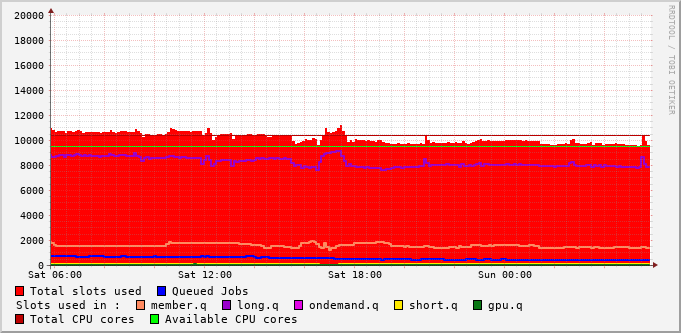 20000
18000
16000
14000
12000
10000
8000
6000
4000
2000
0
Sat 06:00 Sat 12:00 Sat 18:00 Sun 00:00
Total slots used Queued Jobs
Slots used in : member.q long.q ondemand.q short.q gpu.q
Total CPU cores Available CPU cores
RRDTOOL / TOBI OETIKER